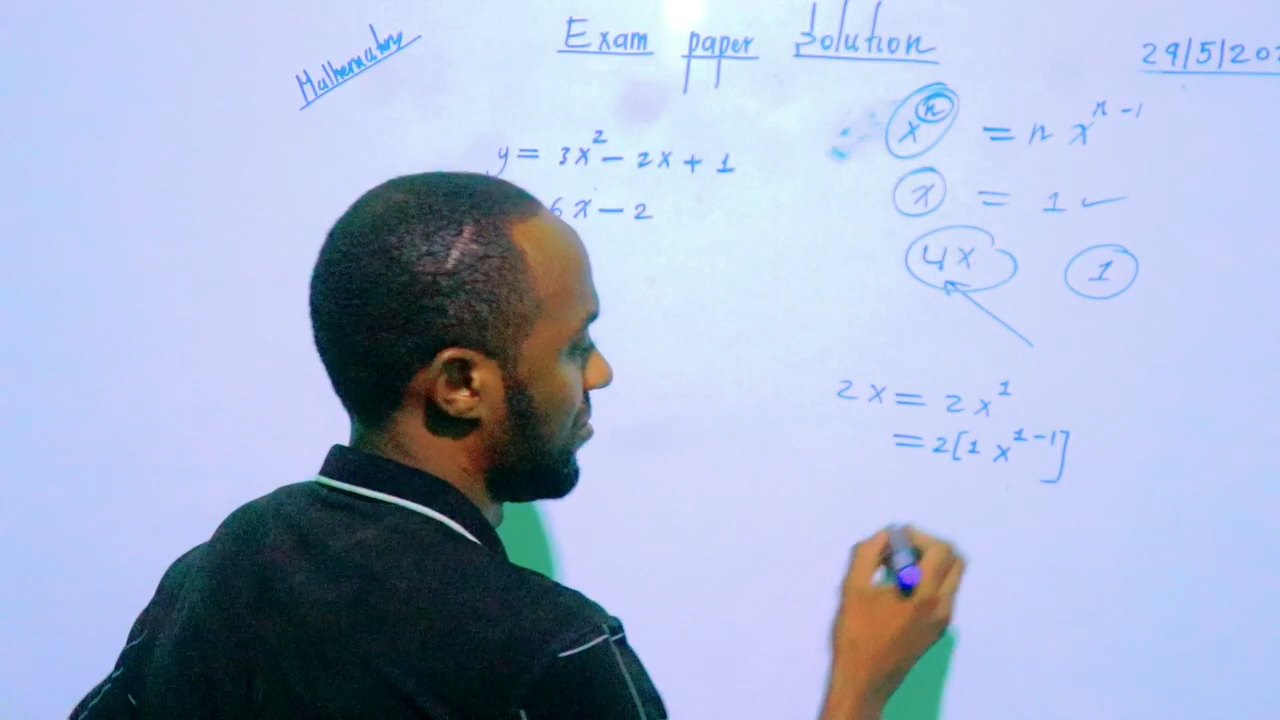 Mathematics
Exam paper Solution
29/5/20
y = 3x² - 2x + 1
6x - 2
xⁿ = n xⁿ⁻¹
x = 1 ✓
4x 1
2x = 2x¹
= 2[1 x¹⁻¹]